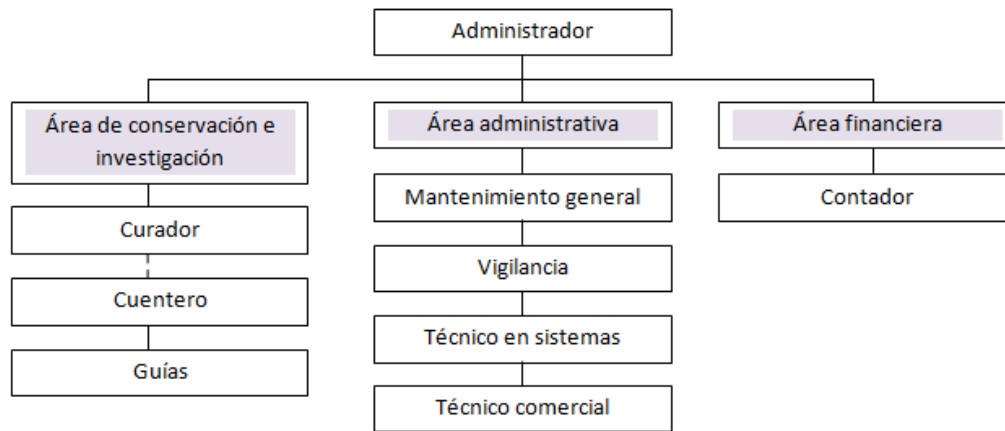 Administrador
Área de conservación e
investigación
Área administrativa
Área financiera
Mantenimiento general
Contador
Curador
Vigilancia
Cuentero
Técnico en sistemas
Guías
Técnico comercial